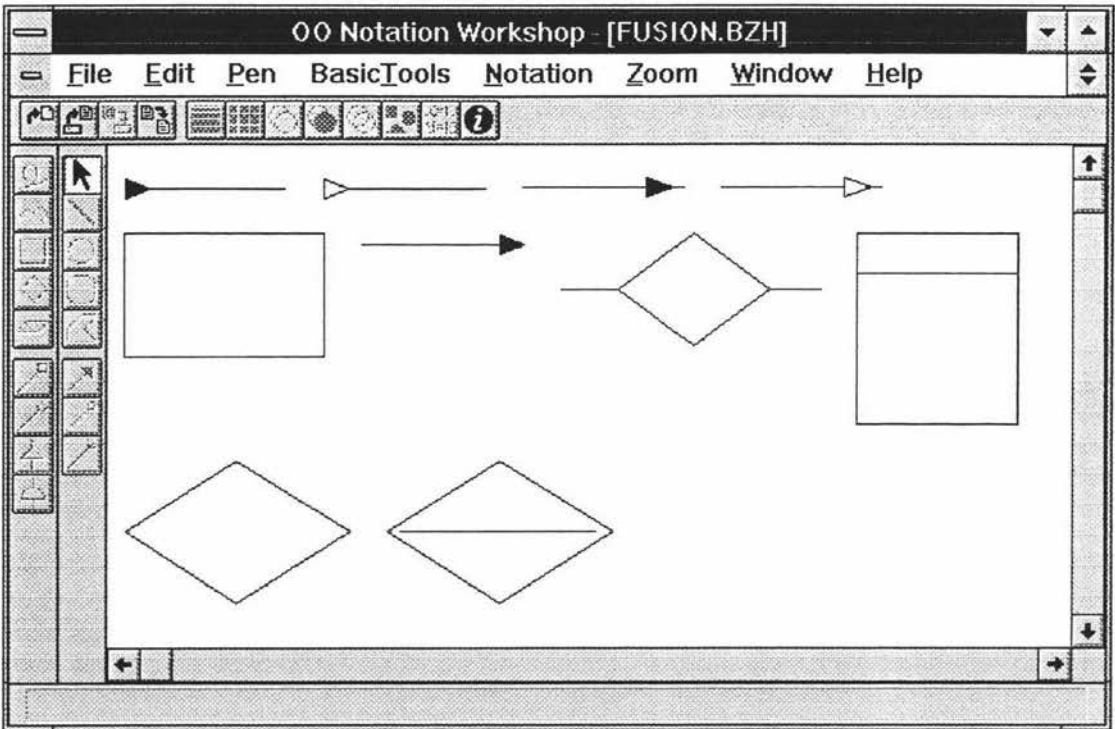 OO Notation Workshop - [FUSION.BZH]
File Edit Pen BasicTools Notation Zoom Window Help
i